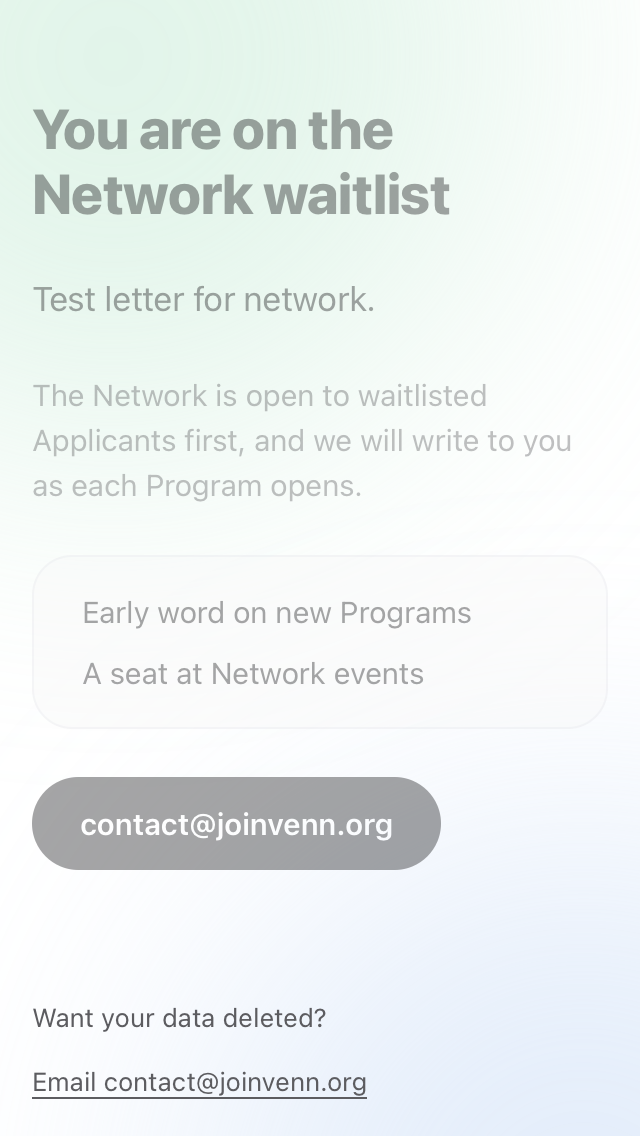 You are on the
Network waitlist
Test letter for network.
The Network is open to waitlisted
Applicants first, and we will write to you
as each Program opens.
Early word on new Programs
A seat at Network events
contact@joinvenn.org
Want your data deleted?
Email contact@joinvenn.org